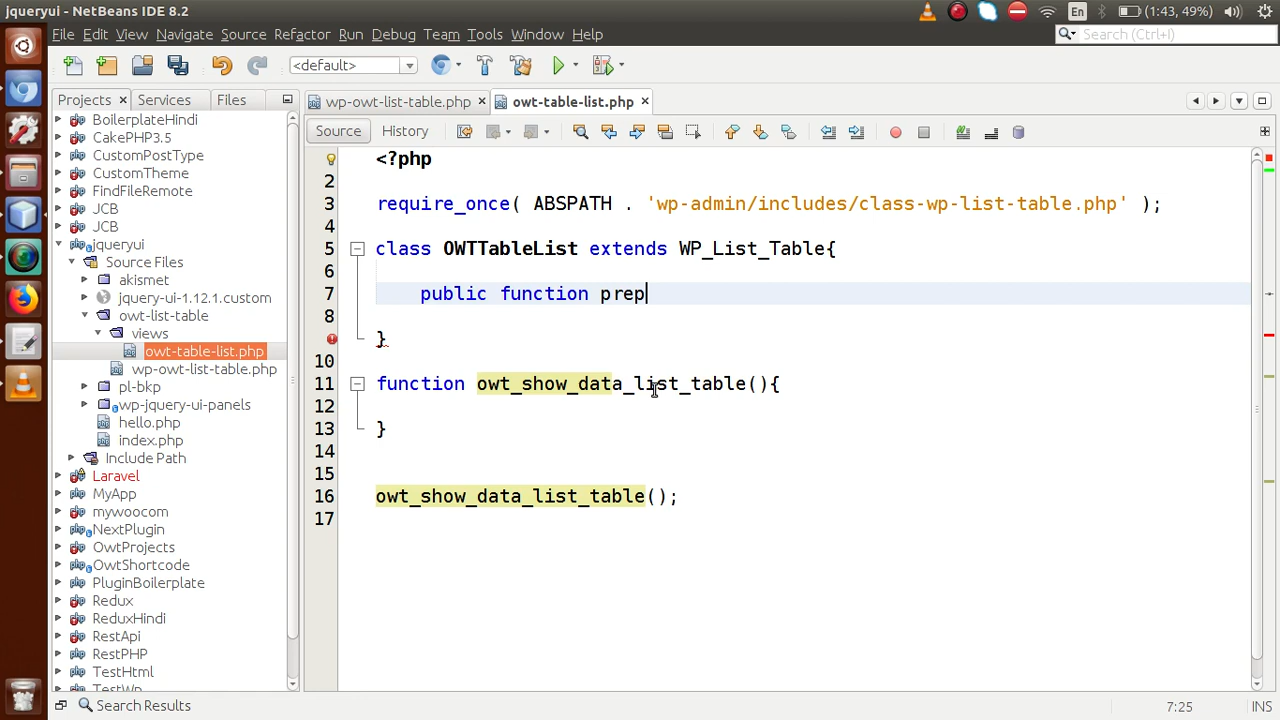 jqueryui - NetBeans IDE 8.2
En
(1:43, 49%)
File Edit View Navigate Source Refactor Run Debug Team Tools Window Help
Search (Ctrl+I)
<default>
Projects Services Files
wp-owt-list-table.php owt-table-list.php
Source History
BoilerplateHindi
CakePHP3.5
CustomPostType
CustomTheme
FindFileRemote
JCB
JCB
jqueryui
Source Files
akismet
jquery-ui-1.12.1.custom
owt-list-table
views
owt-table-list.php
wp-owt-list-table.php
pl-bkp
wp-jquery-ui-panels
hello.php
index.php
Include Path
Laravel
MyApp
mywoocom
NextPlugin
OwtProjects
OwtShortcode
PluginBoilerplate
Redux
ReduxHindi
RestApi
RestPHP
TestHtml
TestWp
<?php
2
3 require_once( ABSPATH . 'wp-admin/includes/class-wp-list-table.php' );
4
5 class OWTTableList extends WP_List_Table{
6
7 public function prep
8
}
10
11 function owt_show_data_list_table(){
12
13 }
14
15
16 owt_show_data_list_table();
17
Search Results
7:25 INS